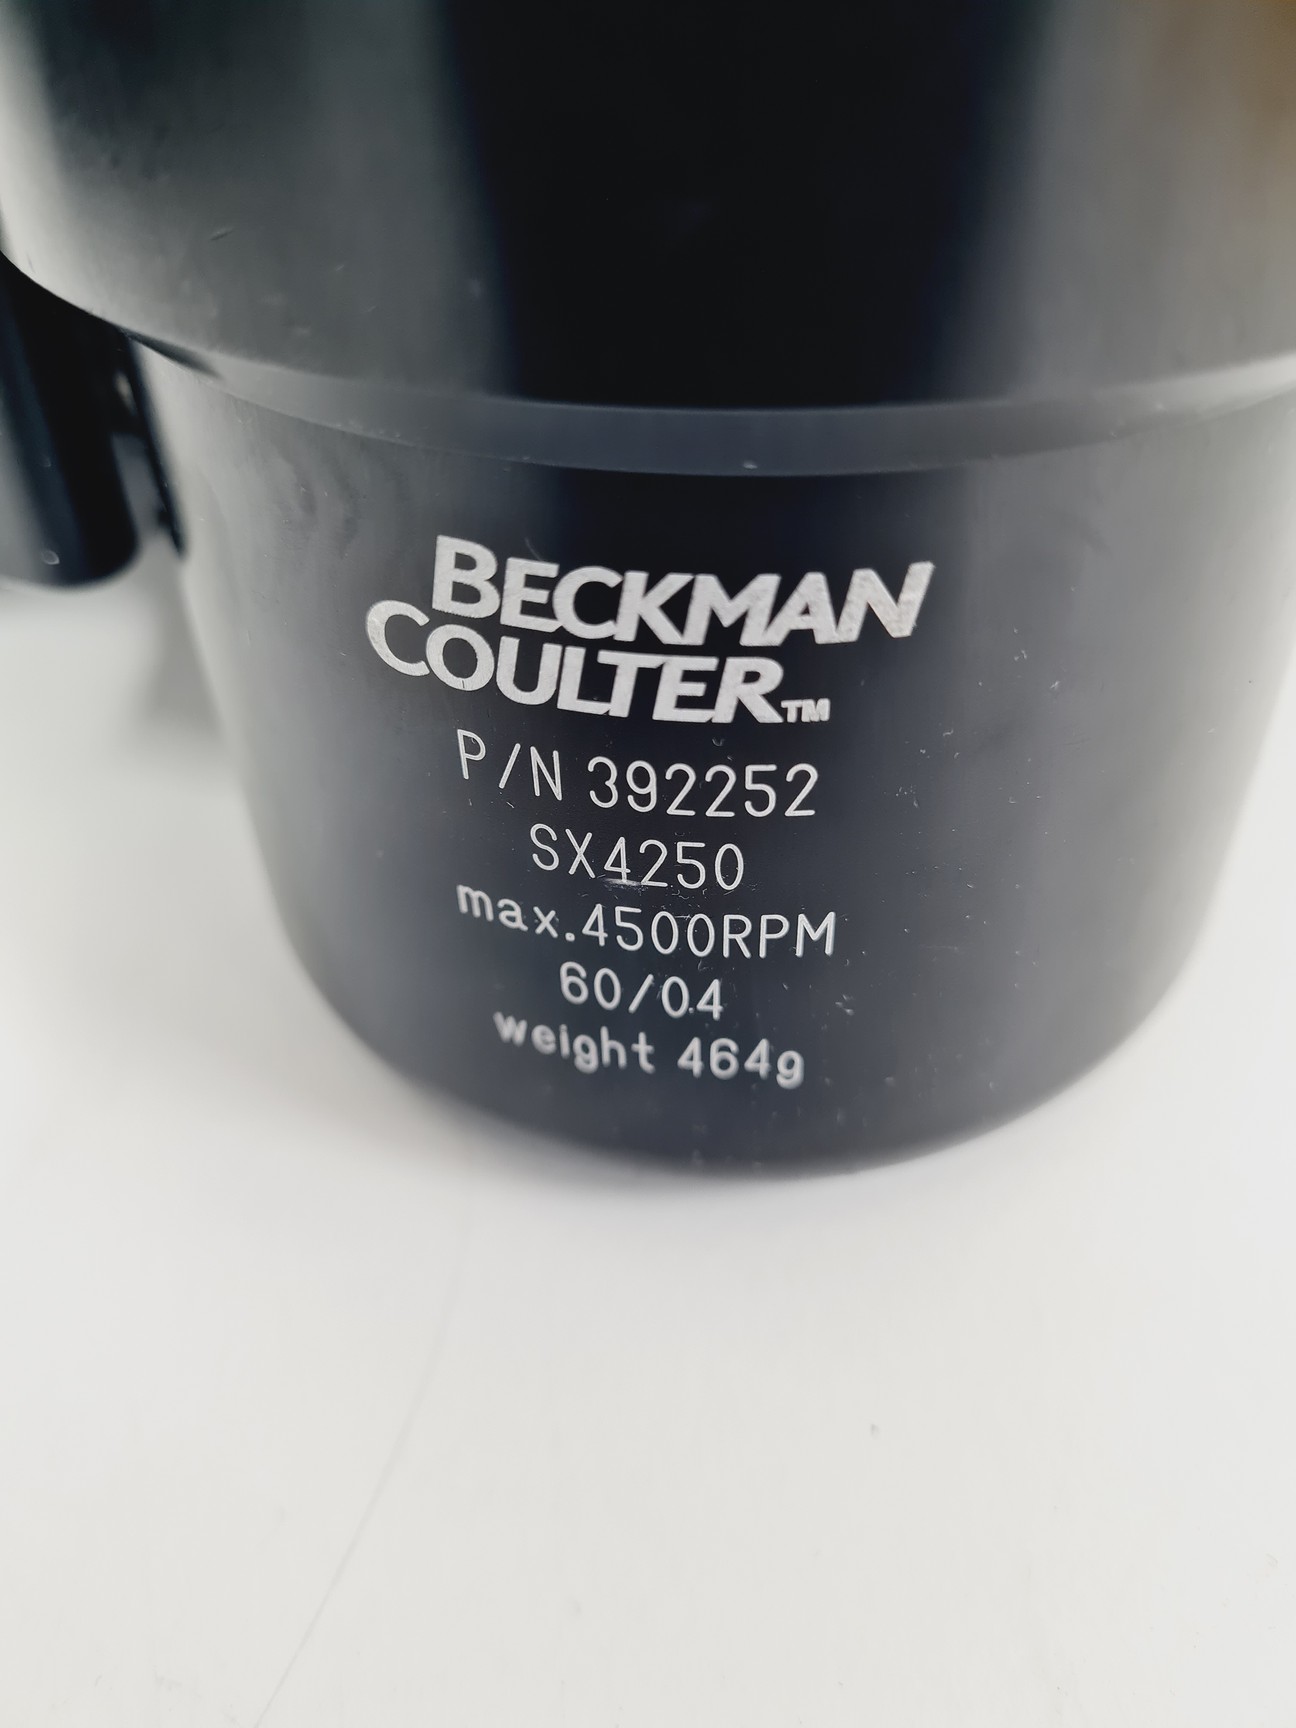 BECKMAN
COULTER™
P/N 392252
SX4250
max.4500RPM
60/04
weight 464g